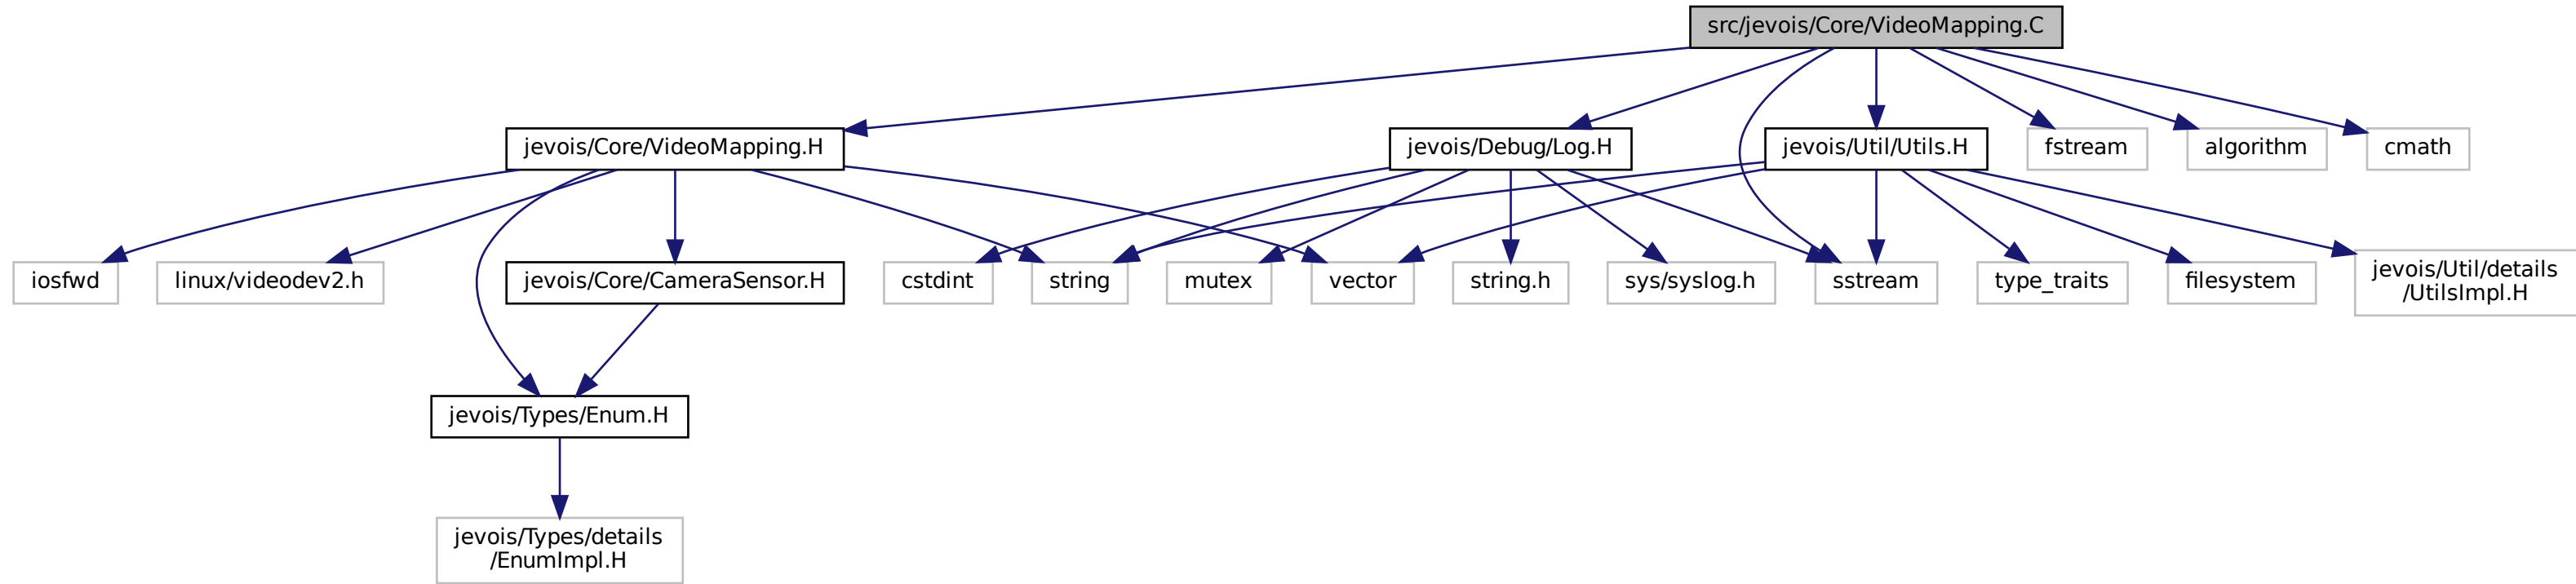 src/jevois/Core/VideoMapping.C
jevois/Core/VideoMapping.H
jevois/Debug/Log.H
jevois/Util/Utils.H
fstream
algorithm
cmath
iosfwd
linux/videodev2.h
jevois/Core/CameraSensor.H
cstdint
string
mutex
vector
string.h
sys/syslog.h
sstream
type_traits
filesystem
jevois/Util/details
/UtilsImpl.H
jevois/Types/Enum.H
jevois/Types/details
/EnumImpl.H